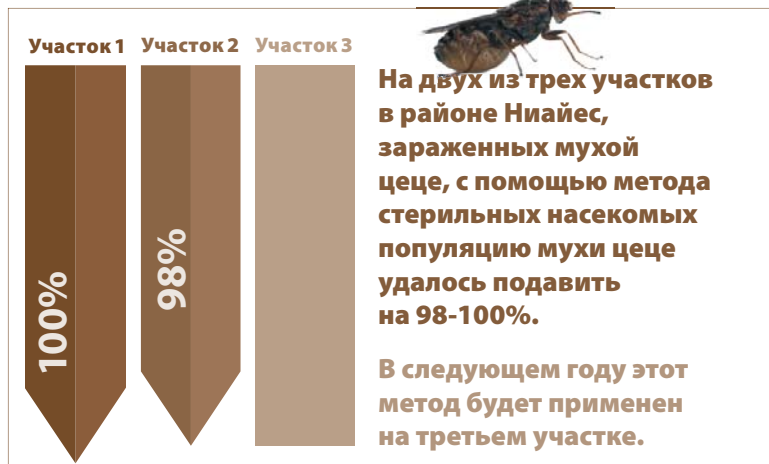 Участок 1 Участок 2 Участок 3
100%
98%
На двух из трех участков
в районе Ниайес,
зараженных мухой
цеце, с помощью метода
стерильных насекомых
популяцию мухи цеце
удалось подавить
на 98-100%.
В следующем году этот
метод будет применен
на третьем участке.